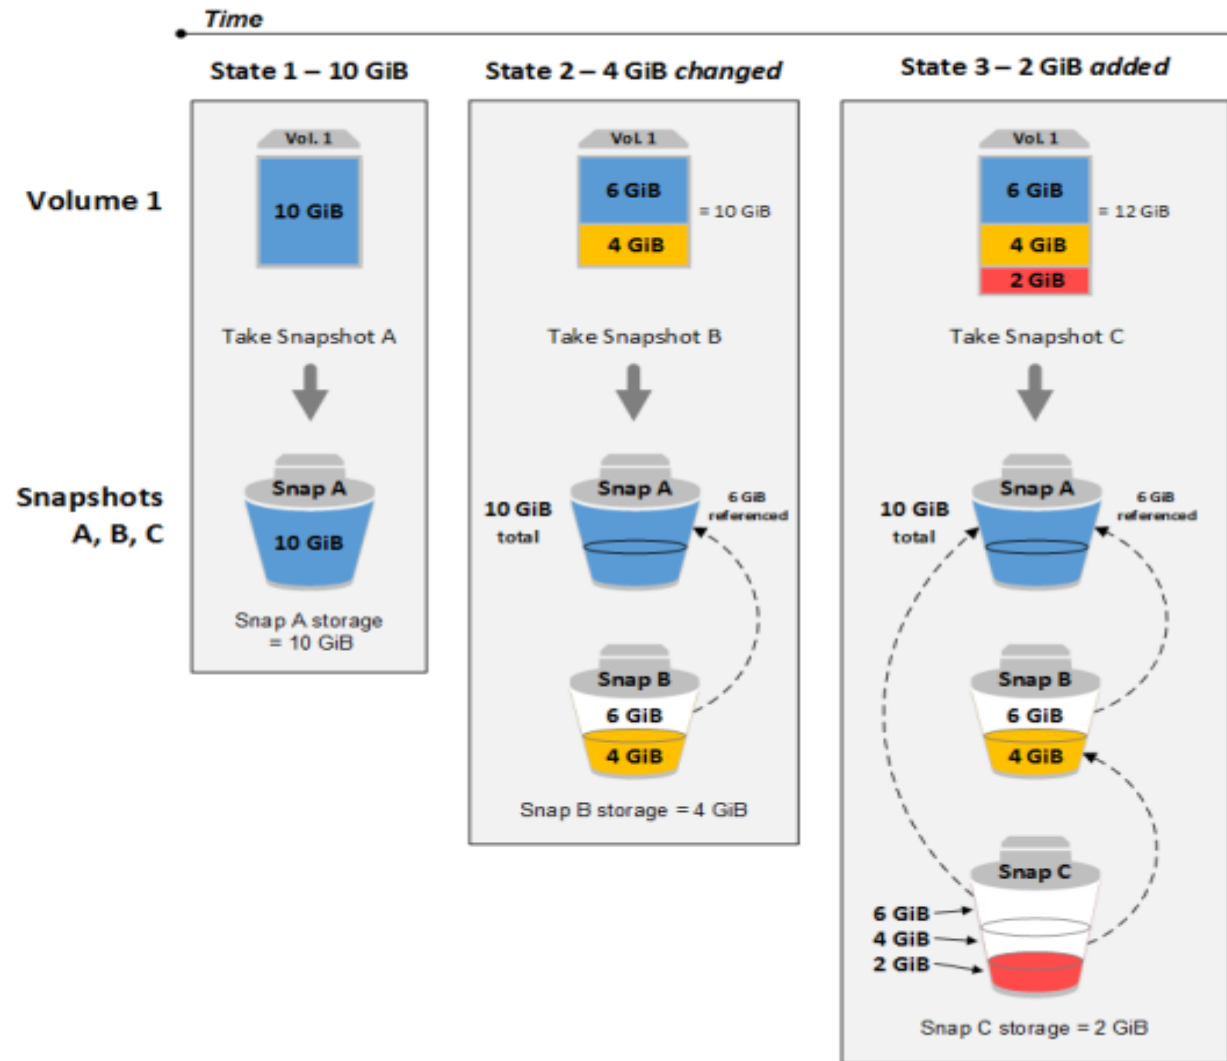 Time
State 1 – 10 GiB
State 2 – 4 GiB changed
State 3 – 2 GiB added
Volume 1
Vol. 1
10 GiB
Vol. 1
6 GiB
= 10 GiB
4 GiB
Vol. 1
6 GiB
= 12 GiB
4 GiB
2 GiB
Take Snapshot A
Take Snapshot B
Take Snapshot C
Snapshots
A, B, C
Snap A
10 GiB
Snap A storage
= 10 GiB
Snap A
10 GiB
total
6 GiB
referenced
Snap B
6 GiB
4 GiB
Snap B storage = 4 GiB
Snap A
10 GiB
total
6 GiB
referenced
Snap B
6 GiB
4 GiB
Snap C
6 GiB
4 GiB
2 GiB
Snap C storage = 2 GiB